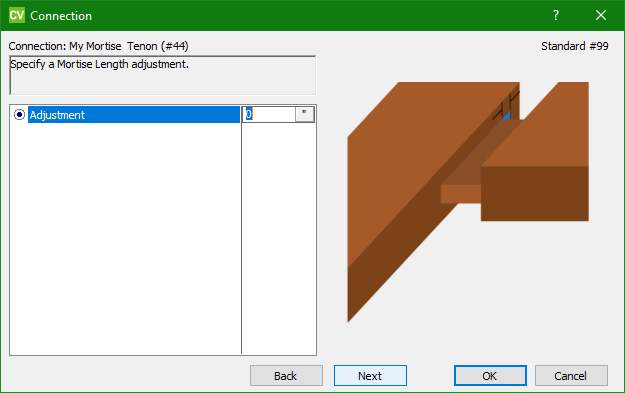 CV Connection ?
Connection: My Mortise  Tenon (#44) Standard #99
Specify a Mortise Length adjustment.
Adjustment 0 "
Back Next OK Cancel